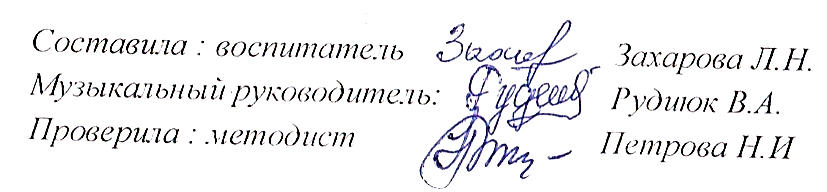 Составила : воспитатель Захарова Л.Н.
Музыкальный руководитель: Рудиюк В.А.
Проверила : методист Петрова Н.И